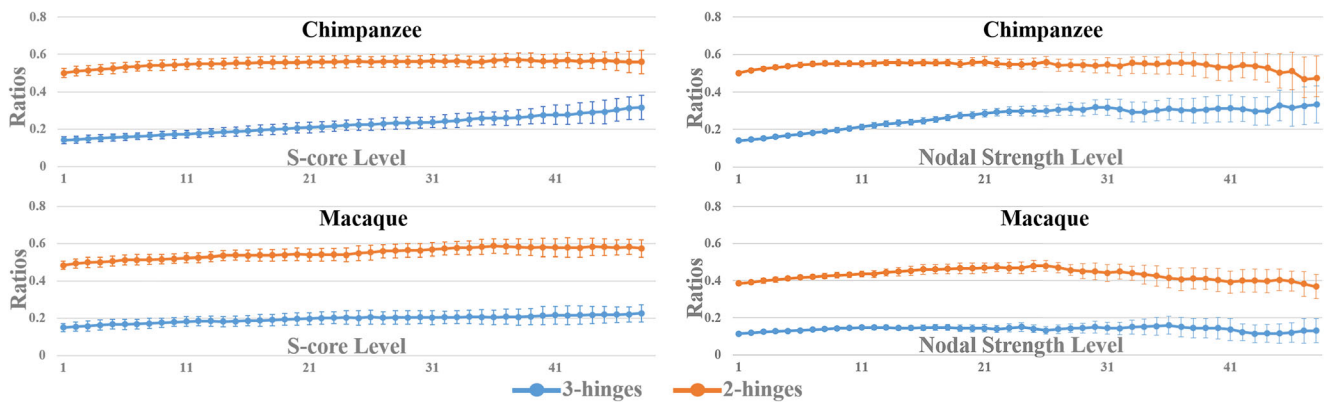 Chimpanzee
Ratios
0.8
0.6
0.4
0.2
0
S-core Level
1 11 21 31 41
Chimpanzee
Ratios
0.8
0.6
0.4
0.2
0
Nodal Strength Level
1 11 21 31 41
Macaque
Ratios
0.8
0.6
0.4
0.2
0
S-core Level
1 11 21 31 41
Macaque
Ratios
0.8
0.6
0.4
0.2
0
Nodal Strength Level
1 11 21 31 41
3-hinges 2-hinges